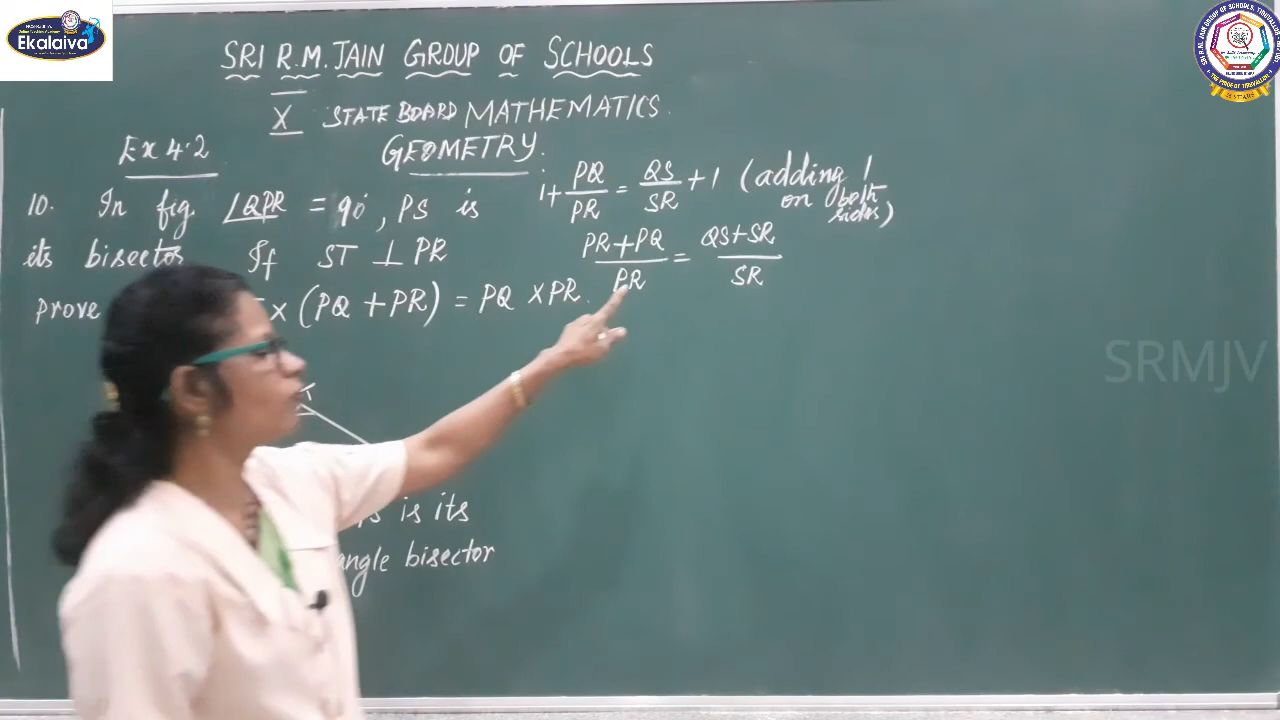 Ekalaiva
SRI R.M. JAIN GROUP OF SCHOOLS
X STATE BOARD MATHEMATICS.
GEOMETRY.
Ex 4.2
10. In fig. ∠QPR = 90°, PS is
its bisector If ST ⊥ PR
prove × (PQ + PR) = PQ × PR.
T
is its
angle bisector
1 + PQ/PR = QS/SR + 1 (adding 1
on both
sides)
PR + PQ/PR = QS + SR/SR
SRMJV